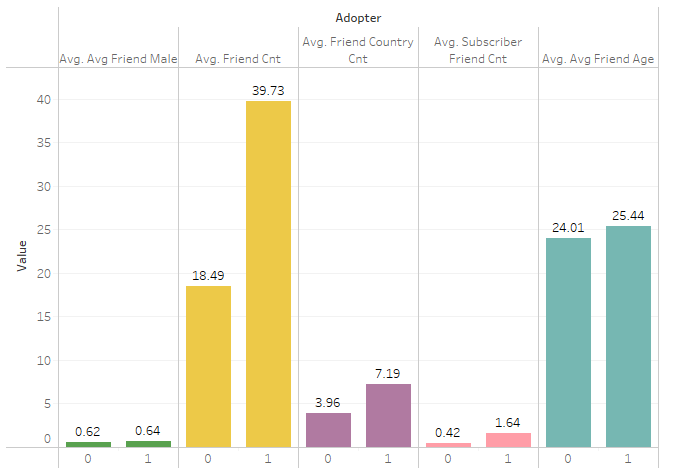 Adopter
Avg. Avg Friend Male
Avg. Friend Cnt
Avg. Friend Country
Cnt
Avg. Subscriber
Friend Cnt
Avg. Avg Friend Age
Value
40
35
30
25
20
15
10
5
0
0.62
0.64
18.49
39.73
3.96
7.19
0.42
1.64
24.01
25.44
0 1 0 1 0 1 0 1 0 1